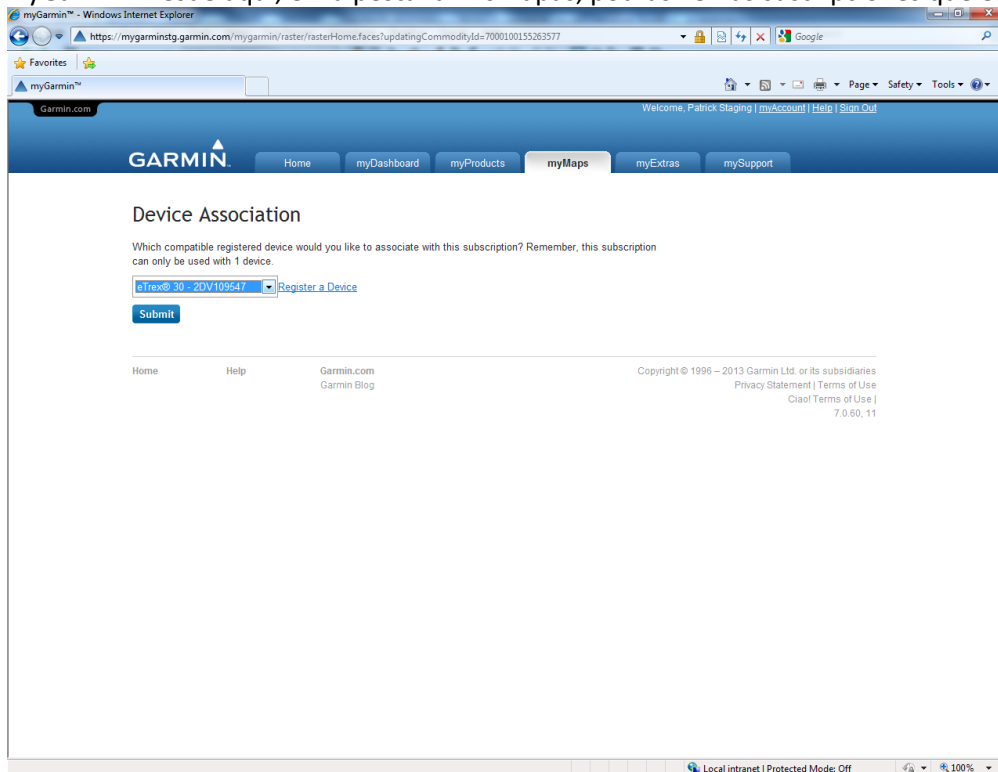 myGarmin™ - Windows Internet Explorer
https://mygarminstg.garmin.com/mygarmin/raster/rasterHome.faces?updatingCommodityId=7000100155263577
Google
Favorites
myGarmin™
Page Safety Tools
Garmin.com
Welcome, Patrick Staging | myAccount | Help | Sign Out
GARMIN.
Home myDashboard myProducts myMaps myExtras mySupport
Device Association
Which compatible registered device would you like to associate with this subscription? Remember, this subscription
can only be used with 1 device.
eTrex® 30 - 2DV109547 Register a Device
Submit
Home Help Garmin.com Copyright © 1996 – 2013 Garmin Ltd. or its subsidiaries
Garmin Blog Privacy Statement | Terms of Use
Ciao! Terms of Use |
7.0.60, 11
Local intranet | Protected Mode: Off 100%